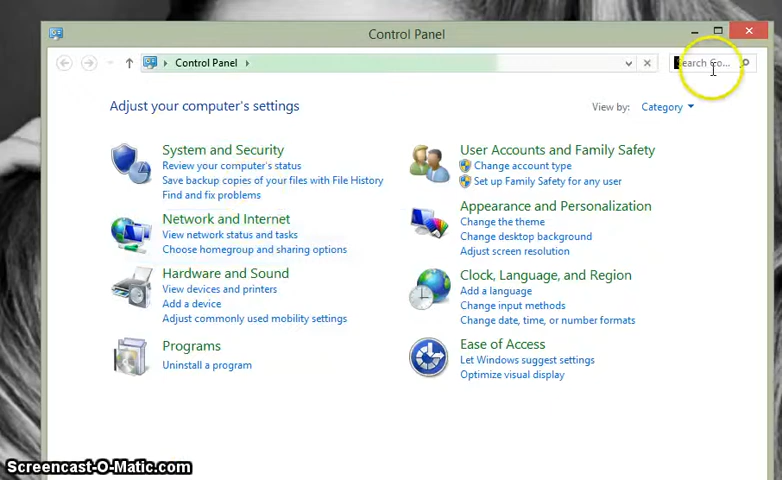 Control Panel
Control Panel
earch Co...
Adjust your computer's settings
View by: Category
System and Security
Review your computer's status
Save backup copies of your files with File History
Find and fix problems
Network and Internet
View network status and tasks
Choose homegroup and sharing options
Hardware and Sound
View devices and printers
Add a device
Adjust commonly used mobility settings
Programs
Uninstall a program
User Accounts and Family Safety
Change account type
Set up Family Safety for any user
Appearance and Personalization
Change the theme
Change desktop background
Adjust screen resolution
Clock, Language, and Region
Add a language
Change input methods
Change date, time, or number formats
Ease of Access
Let Windows suggest settings
Optimize visual display
Screencast-O-Matic.com